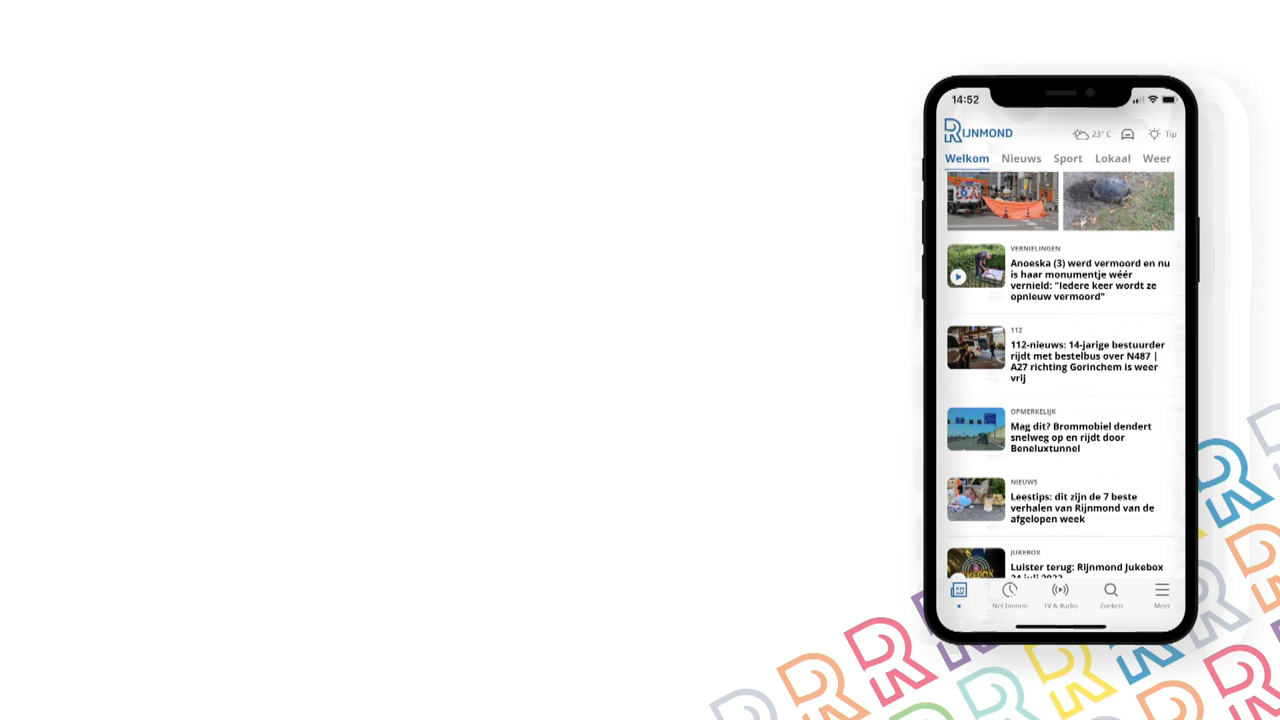 14:52
RIJNMOND
23° C
Tip
Welkom Nieuws Sport Lokaal Weer
VERNIELINGEN
Anoeska (3) werd vermoord en nu
is haar monumentje wéér
vernield: "Iedere keer wordt ze
opnieuw vermoord"
112
112-nieuws: 14-jarige bestuurder
rijdt met bestelbus over N487 |
A27 richting Gorinchem is weer
vrij
OPMERKELIJK
Mag dit? Brommobiel dendert
snelweg op en rijdt door
Beneluxtunnel
NIEUWS
Leestips: dit zijn de 7 beste
verhalen van Rijnmond van de
afgelopen week
JUKEBOX
Luister terug: Rijnmond Jukebox
24 juli 2022
Net binnen TV & Radio Zoeken Meer